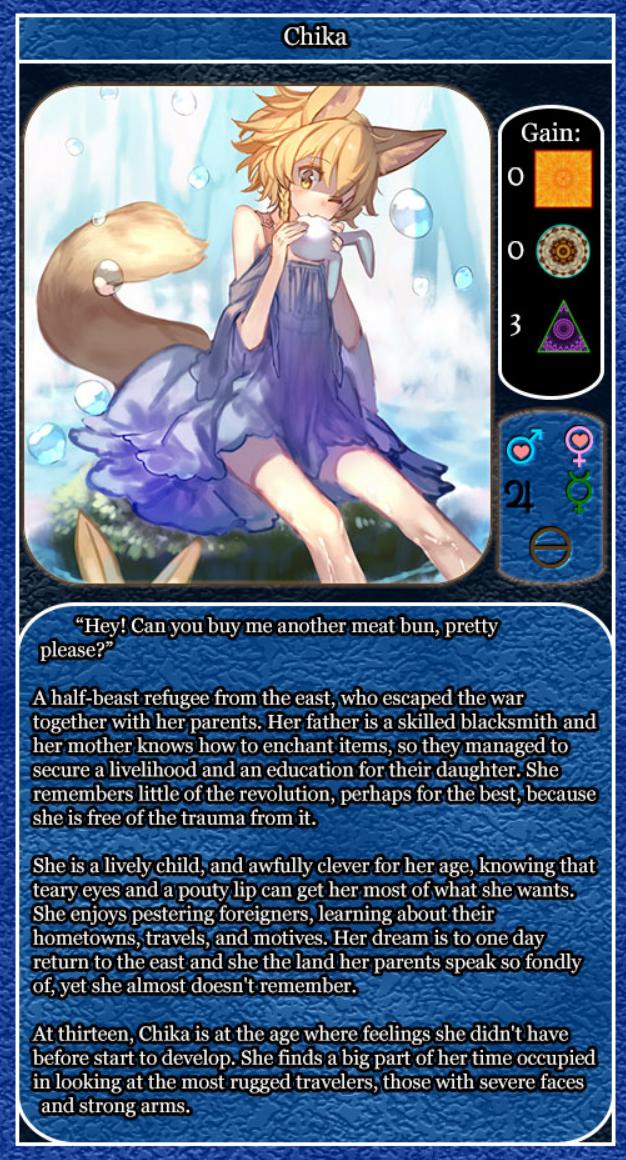 Chika
Gain:
0
0
3
“Hey! Can you buy me another meat bun, pretty
please?”
A half-beast refugee from the east, who escaped the war
together with her parents. Her father is a skilled blacksmith and
her mother knows how to enchant items, so they managed to
secure a livelihood and an education for their daughter. She
remembers little of the revolution, perhaps for the best, because
she is free of the trauma from it.
She is a lively child, and awfully clever for her age, knowing that
teary eyes and a pouty lip can get her most of what she wants.
She enjoys pestering foreigners, learning about their
hometowns, travels, and motives. Her dream is to one day
return to the east and she the land her parents speak so fondly
of, yet she almost doesn't remember.
At thirteen, Chika is at the age where feelings she didn't have
before start to develop. She finds a big part of her time occupied
in looking at the most rugged travelers, those with severe faces
and strong arms.